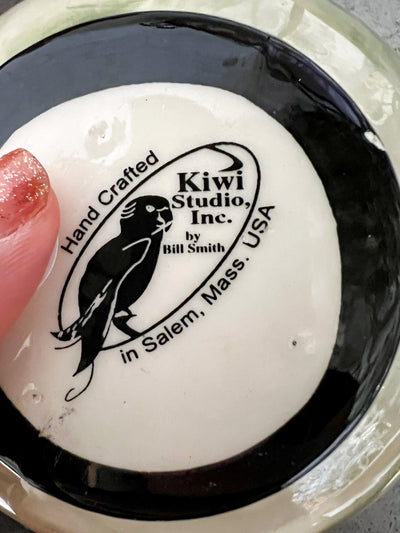 Hand Crafted
Kiwi
Studio,
Inc.
by
Bill Smith
in Salem, Mass. USA